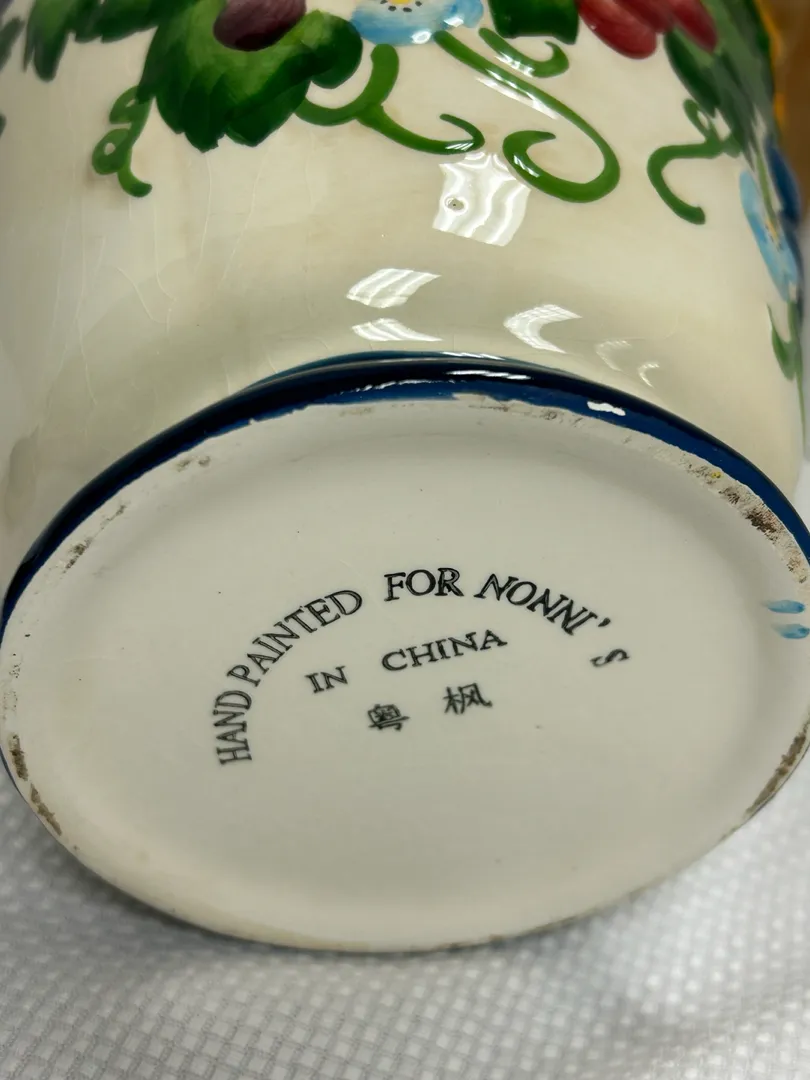 HAND PAINTED FOR NONNI'S
IN CHINA
粤枫